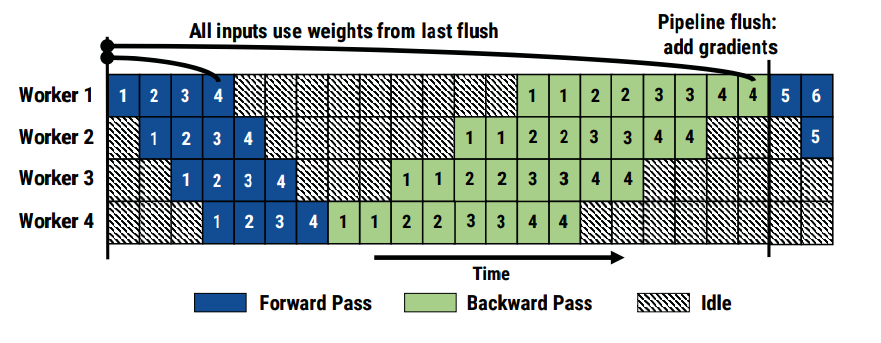 All inputs use weights from last flush
Pipeline flush:
add gradients
Worker 1 1 2 3 4 1 1 2 2 3 3 4 4 5 6
Worker 2 1 2 3 4 1 1 2 2 3 3 4 4 5
Worker 3 1 2 3 4 1 1 2 2 3 3 4 4
Worker 4 1 2 3 4 1 1 2 2 3 3 4 4
Time
Forward Pass Backward Pass Idle